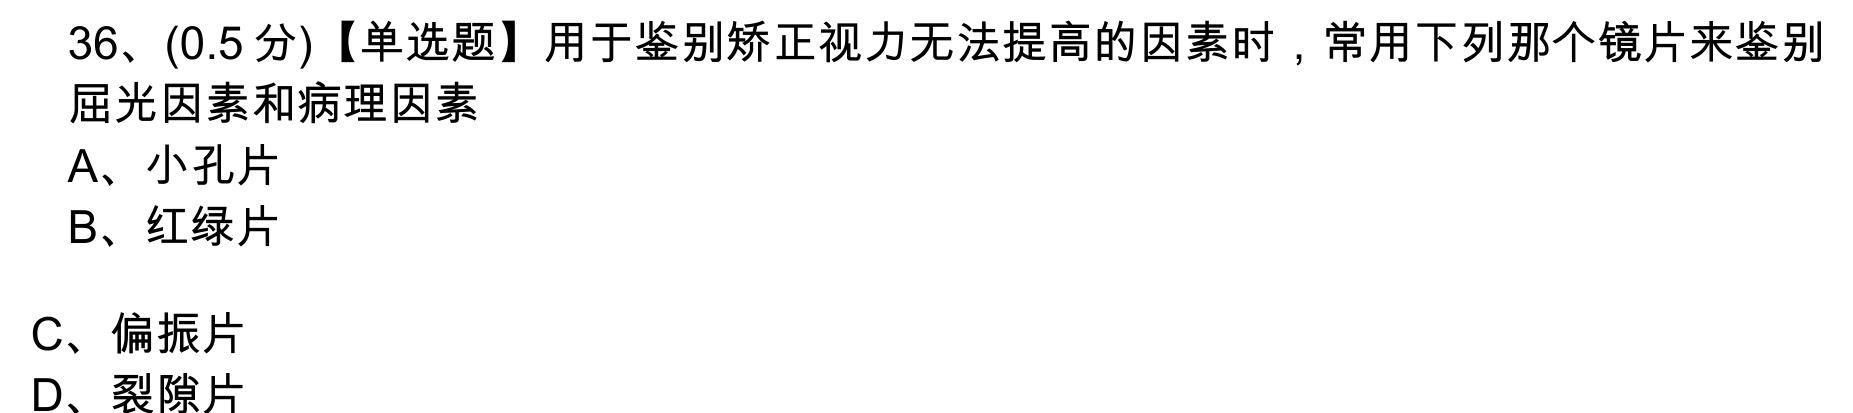 36、(0.5 分)【单选题】用于鉴别矫正视力无法提高的因素时，常用下列那个镜片来鉴别
屈光因素和病理因素
A、小孔片
B、红绿片
C、偏振片
D、裂隙片